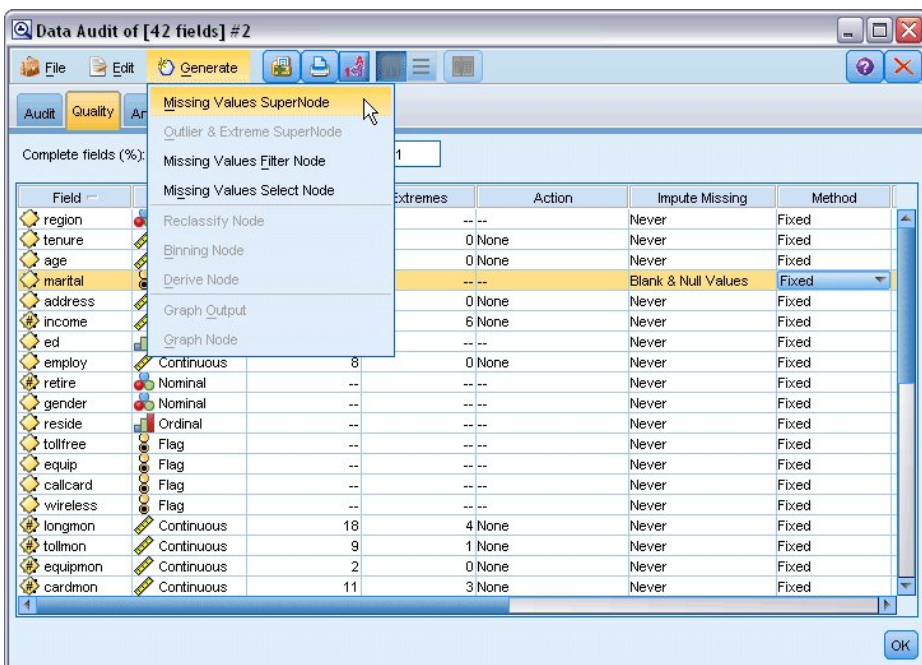 Data Audit of [42 fields] #2
File Edit Generate
Audit Quality An
Missing Values SuperNode
Outlier & Extreme SuperNode
Missing Values Filter Node
Missing Values Select Node
Reclassify Node
Binning Node
Derive Node
Graph Output
Graph Node
Complete fields (%): 1
Field Extremes Action Impute Missing Method
region -- -- Never Fixed
tenure 0 None Never Fixed
age 0 None Never Fixed
marital -- -- Blank & Null Values Fixed
address 0 None Never Fixed
income 6 None Never Fixed
ed -- -- Never Fixed
employ Continuous 8 0 None Never Fixed
retire Nominal -- -- -- Never Fixed
gender Nominal -- -- -- Never Fixed
reside Ordinal -- -- -- Never Fixed
tollfree Flag -- -- -- Never Fixed
equip Flag -- -- -- Never Fixed
callcard Flag -- -- -- Never Fixed
wireless Flag -- -- -- Never Fixed
longmon Continuous 18 4 None Never Fixed
tollmon Continuous 9 1 None Never Fixed
equipmon Continuous 2 0 None Never Fixed
cardmon Continuous 11 3 None Never Fixed
OK